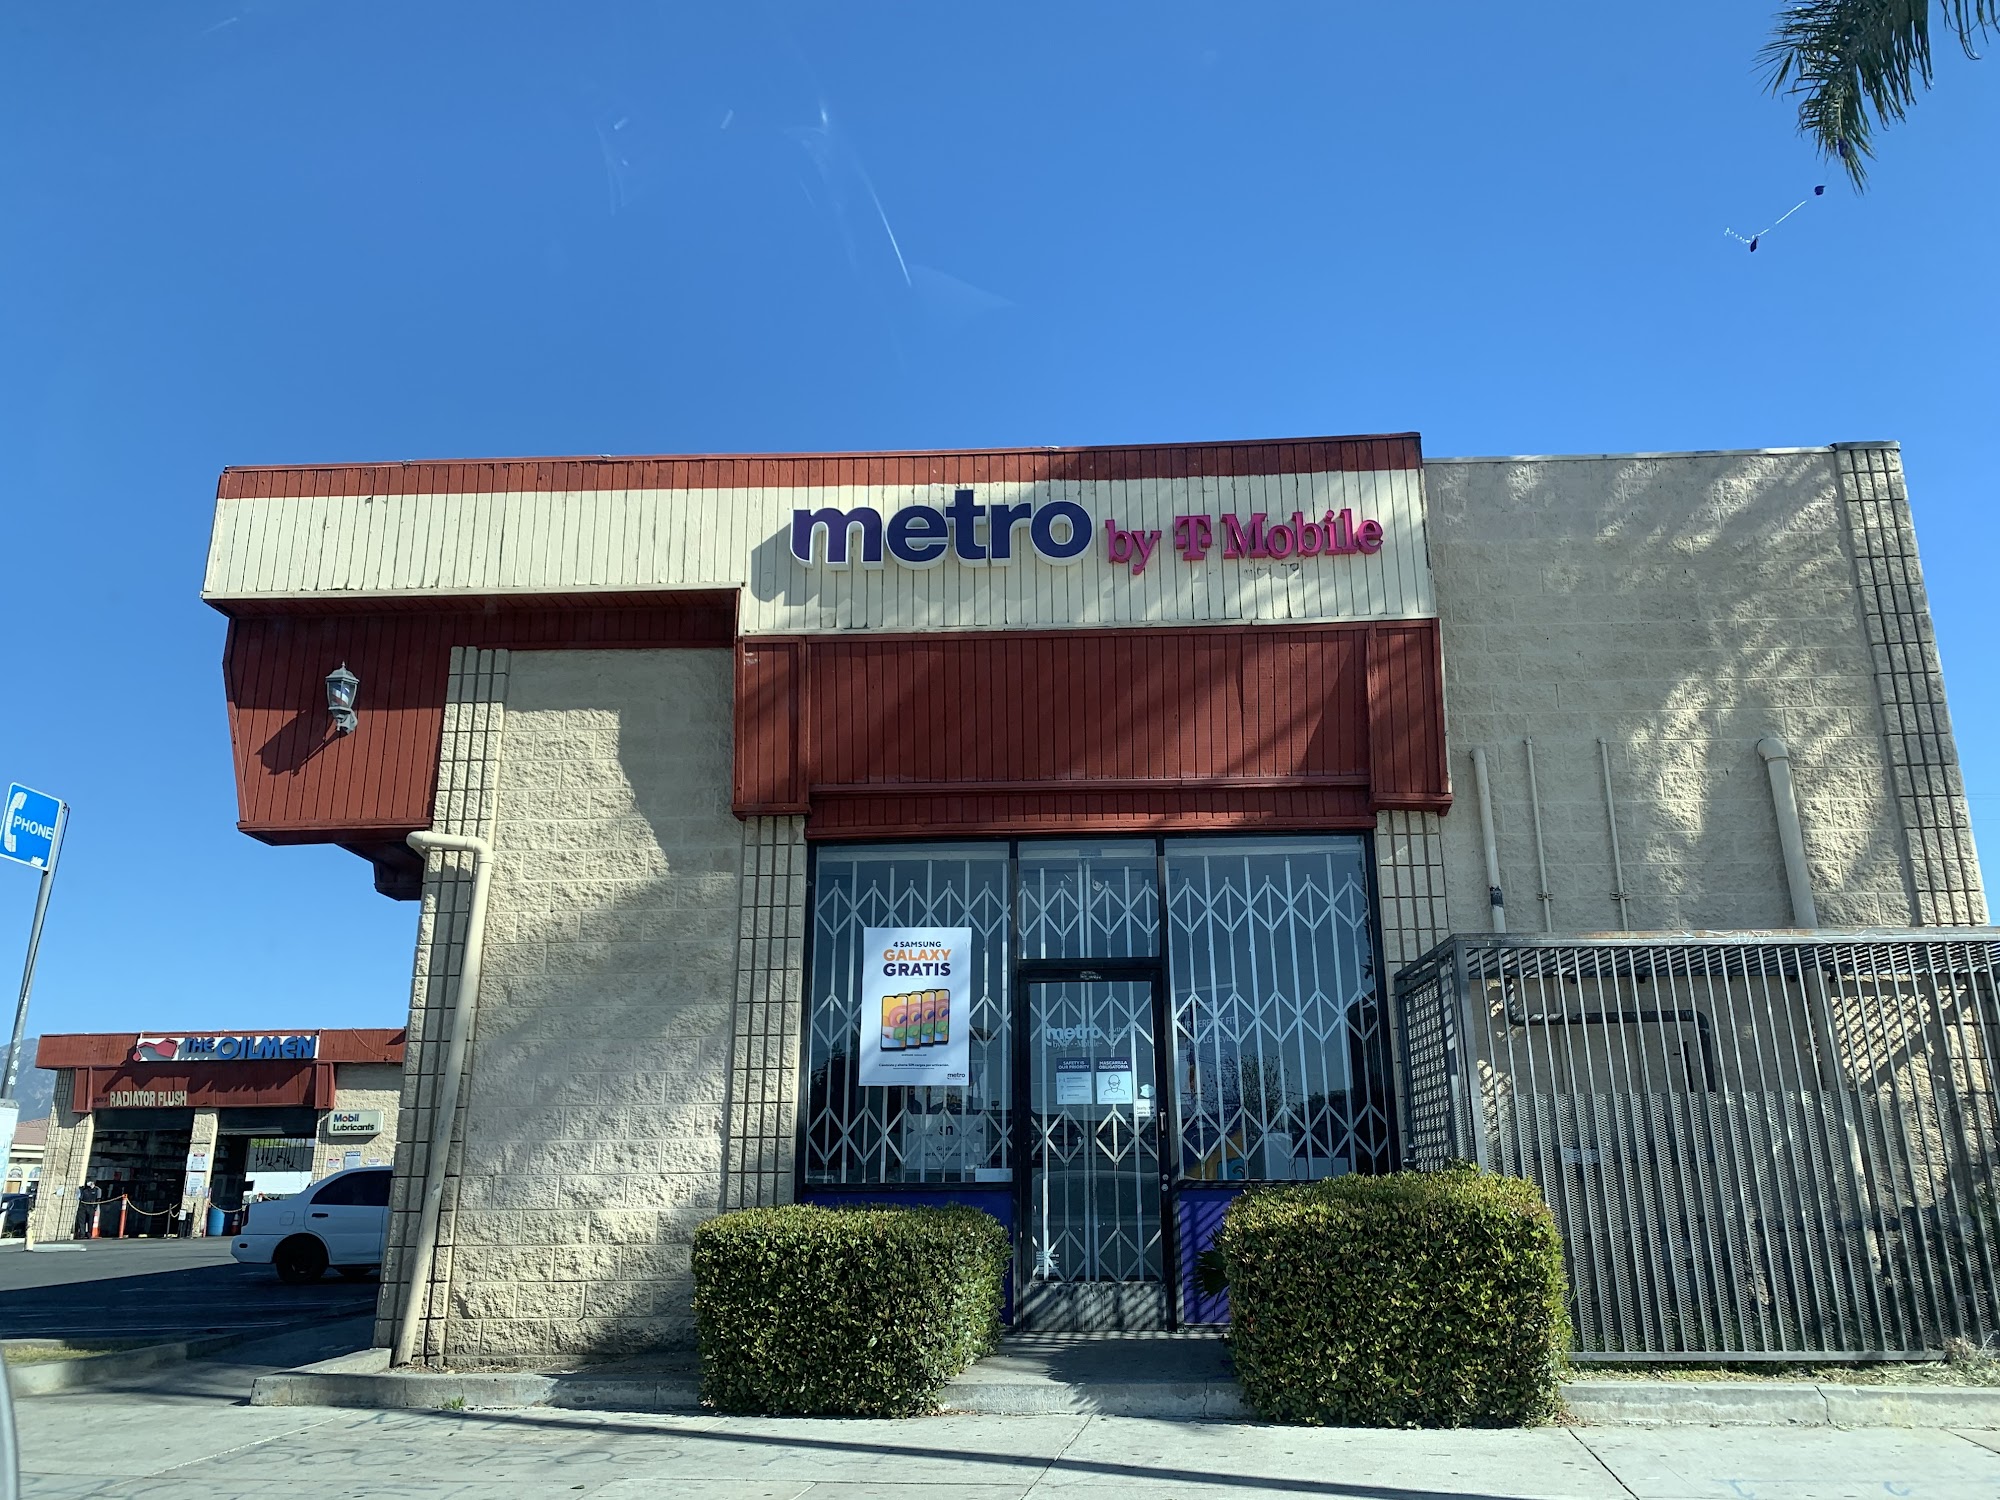 metro by T Mobile
PHONE
THE OILMEN
RADIATOR FLUSH
Mobil
Lubricants
4 SAMSUNG
GALAXY
GRATIS
metro
metro
SAFETY IS
OUR PRIORITY
MASCARILLA
OBLIGATORIA